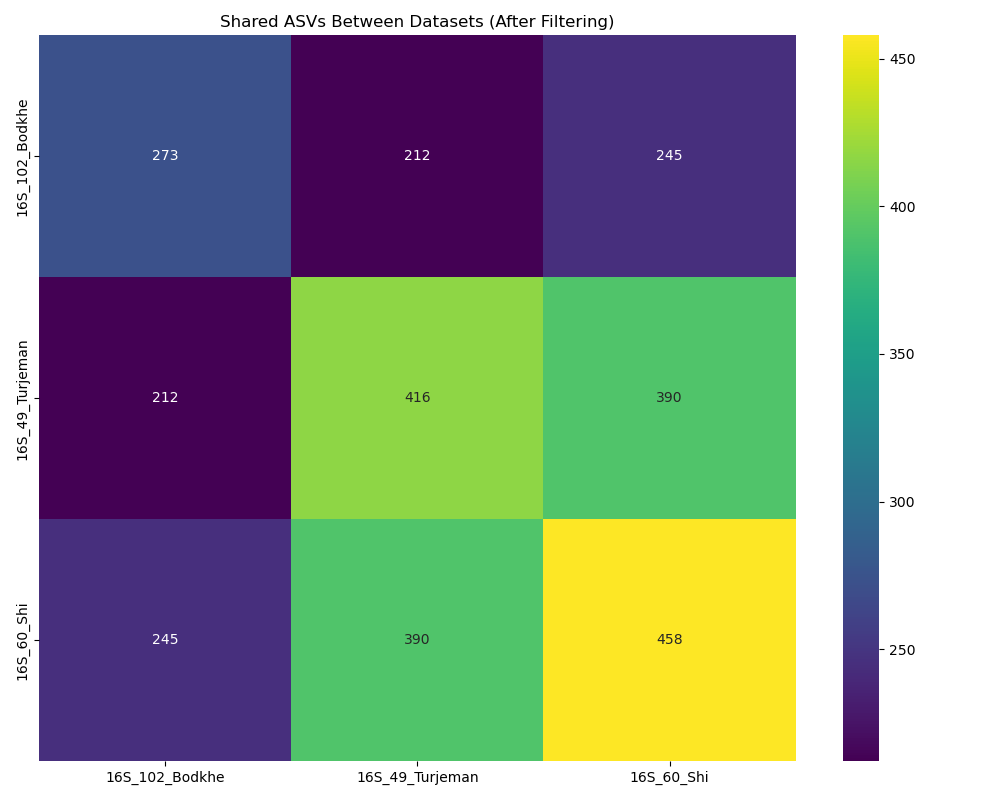 Shared ASVs Between Datasets (After Filtering)
16S_102_Bodkhe
273
212
245
16S_49_Turjeman
212
416
390
16S_60_Shi
245
390
458
16S_102_Bodkhe
16S_49_Turjeman
16S_60_Shi
450
400
350
300
250